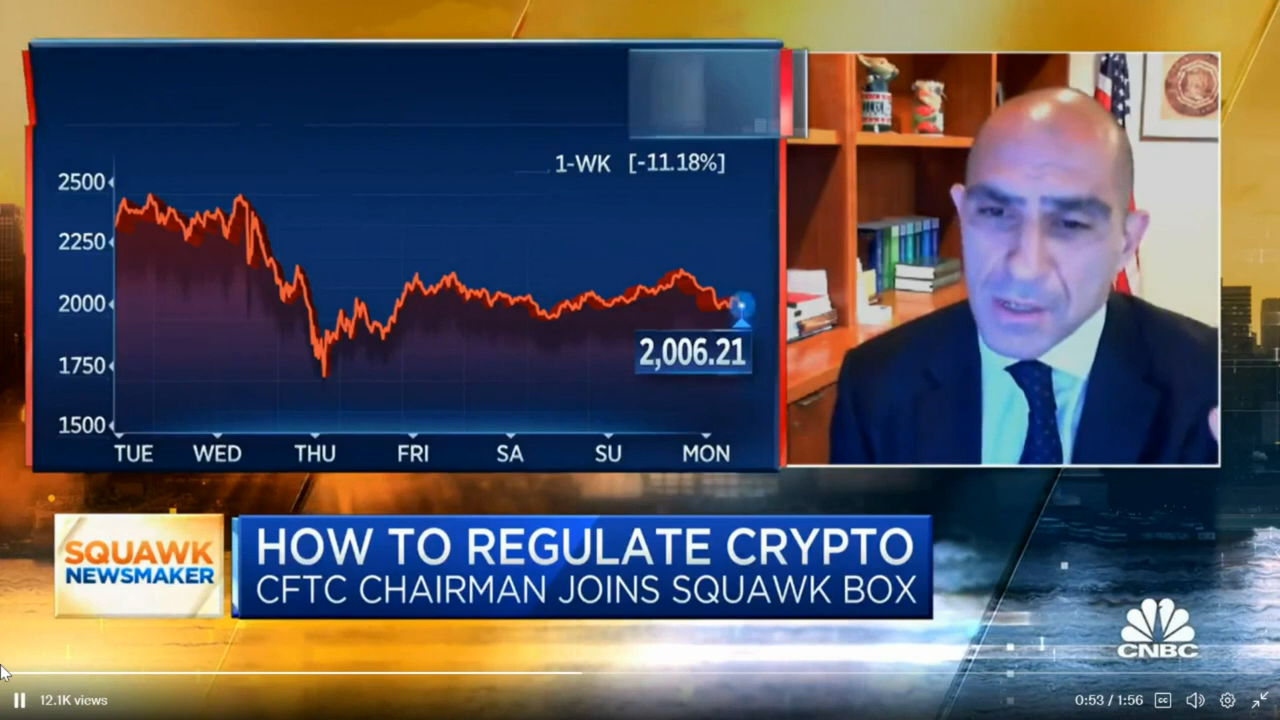 1-WK [-11.18%]
2500
2250
2000
1750
1500
2,006.21
TUE WED THU FRI SA SU MON
SQUAWK
NEWSMAKER
HOW TO REGULATE CRYPTO
CFTC CHAIRMAN JOINS SQUAWK BOX
CNBC
12.1K views
0:53 / 1:56
CC